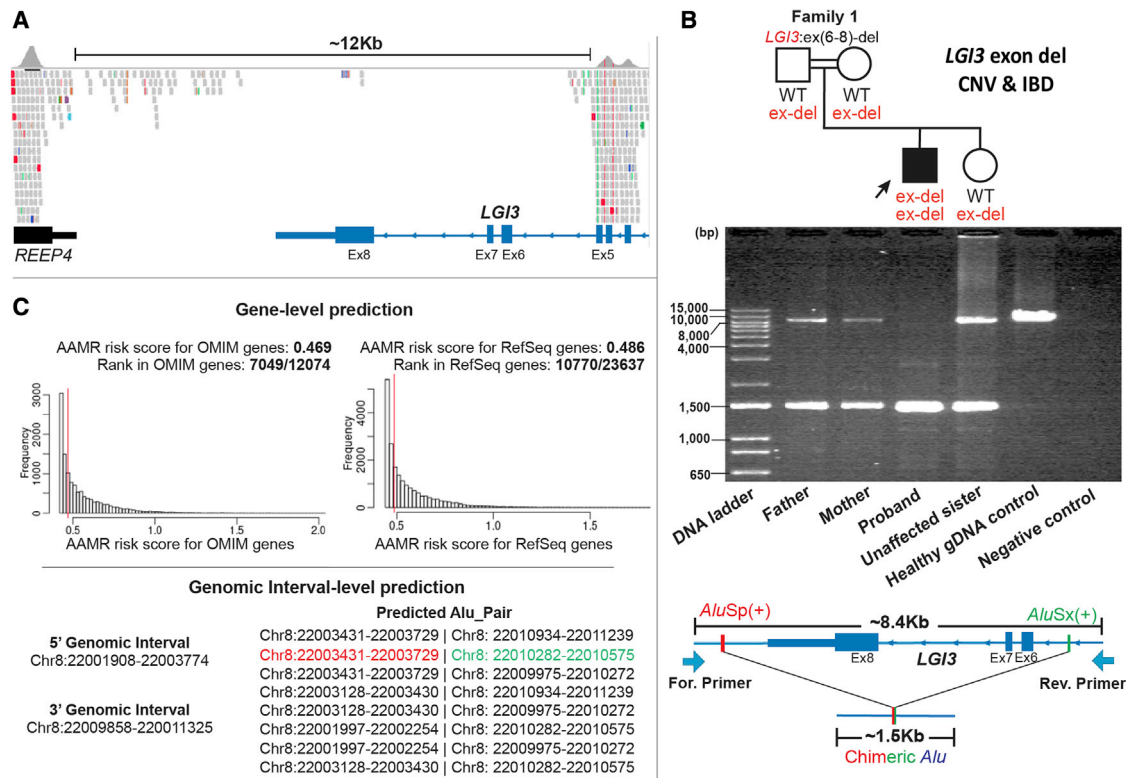 A
~12Kb
LGI3
REEP4
Ex8
Ex7 Ex6
Ex5
B
Family 1
LGI3:ex(6-8)-del
LGI3 exon del
CNV & IBD
WT
ex-del
WT
ex-del
ex-del
ex-del
WT
ex-del
(bp)
15,000
10,000
8,000
4,000
1,500
1,000
650
DNA ladder
Father
Mother
Proband
Unaffected sister
Healthy gDNA control
Negative control
AluSp(+)
AluSx(+)
~8.4Kb
Ex8
LGI3
Ex7 Ex6
For. Primer
Rev. Primer
~1.5Kb
Chimeric Alu
C
Gene-level prediction
AAMR risk score for OMIM genes: 0.469
Rank in OMIM genes: 7049/12074
Frequency
0
1000
2000
3000
0.5
1.0
1.5
2.0
AAMR risk score for OMIM genes
AAMR risk score for RefSeq genes: 0.486
Rank in RefSeq genes: 10770/23637
Frequency
0
2000
4000
0.5
1.0
1.5
AAMR risk score for RefSeq genes
Genomic Interval-level prediction
5' Genomic Interval
Chr8:22001908-22003774
3' Genomic Interval
Chr8:22009858-220011325
Predicted Alu_Pair
Chr8:22003431-22003729 | Chr8: 22010934-22011239
Chr8:22003431-22003729 | Chr8: 22010282-22010575
Chr8:22003431-22003729 | Chr8: 22009975-22010272
Chr8:22003128-22003430 | Chr8: 22010934-22011239
Chr8:22003128-22003430 | Chr8: 22009975-22010272
Chr8:22001997-22002254 | Chr8: 22010282-22010575
Chr8:22001997-22002254 | Chr8: 22009975-22010272
Chr8:22003128-22003430 | Chr8: 22010282-22010575